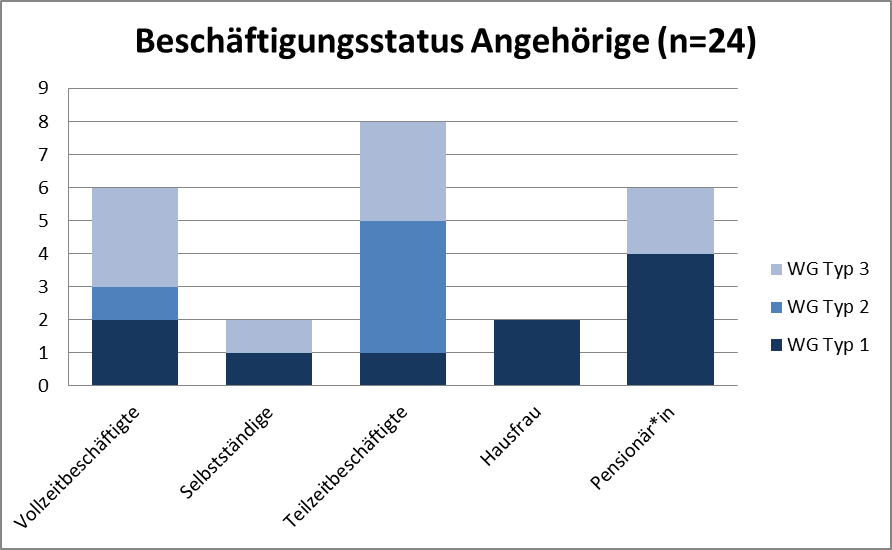 Beschäftigungsstatus Angehörige (n=24)
9
8
7
6
5
4
3
2
1
0
Vollzeitbeschäftigte
Selbstständige
Teilzeitbeschäftigte
Hausfrau
Pensionär*in
WG Typ 3
WG Typ 2
WG Typ 1